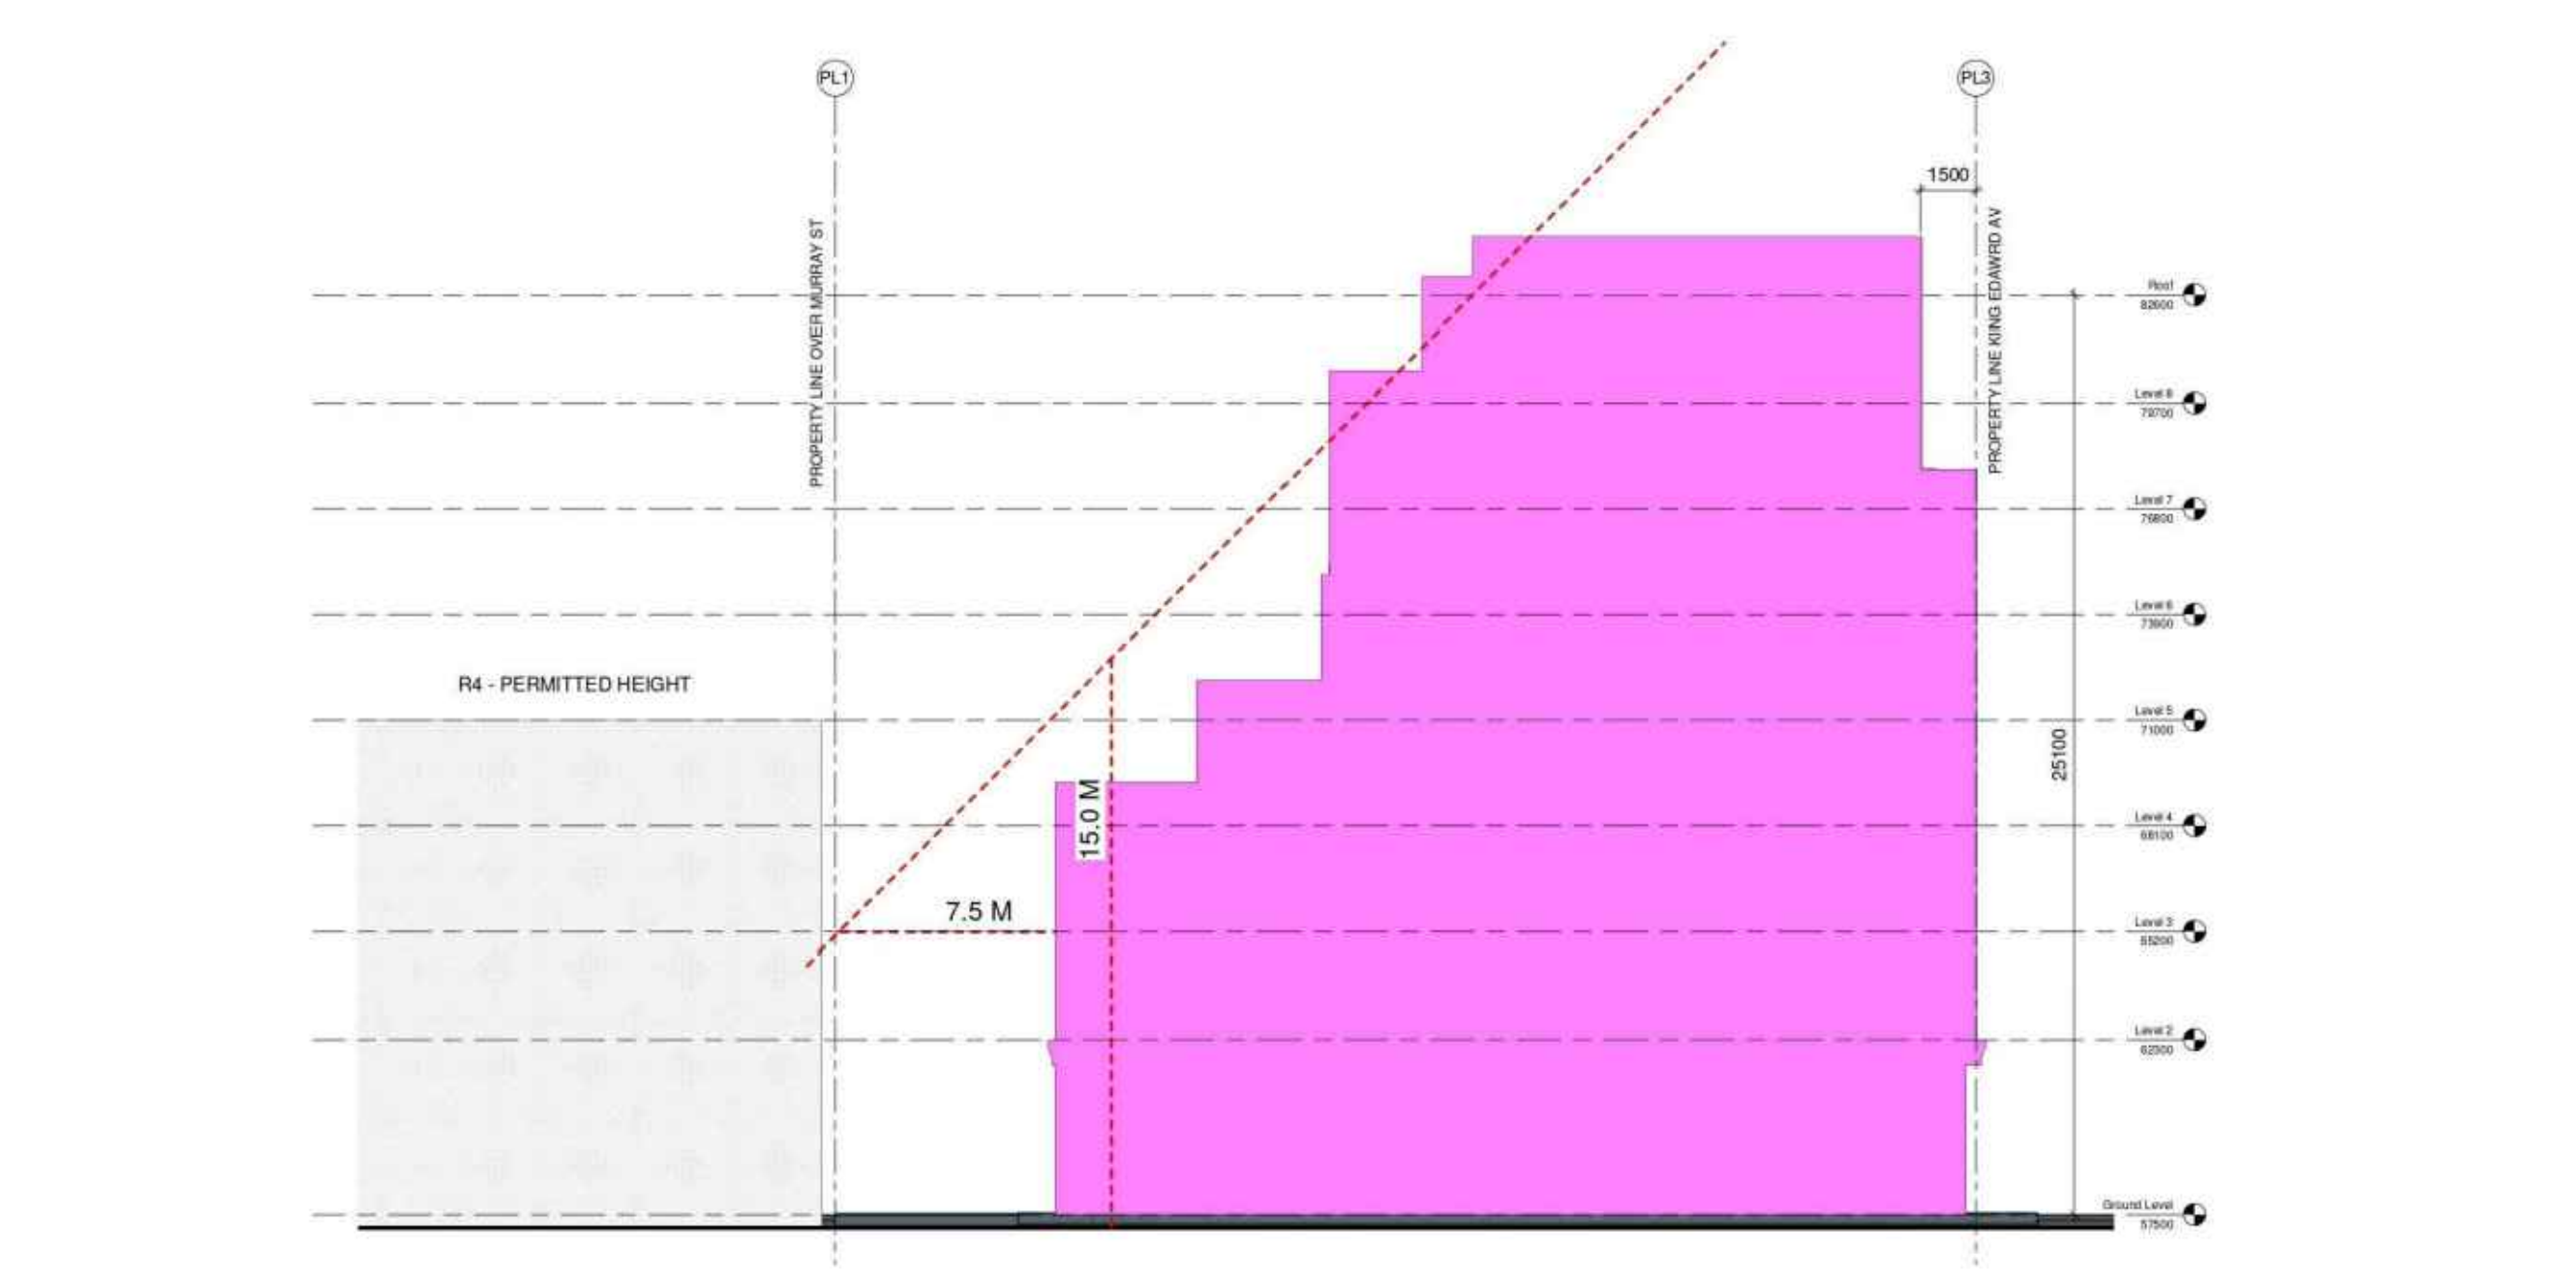 PL1
PL3
1500
PROPERTY LINE OVER MURRAY ST
PROPERTY LINE KIING EDAWRD AV
Roof
82600
Level 8
79700
Level 7
76800
Level 6
73900
R4 - PERMITTED HEIGHT
Level 5
71000
25100
15.0 M
Level 4
68100
7.5 M
Level 3
65200
Level 2
62300
Ground Level
57500